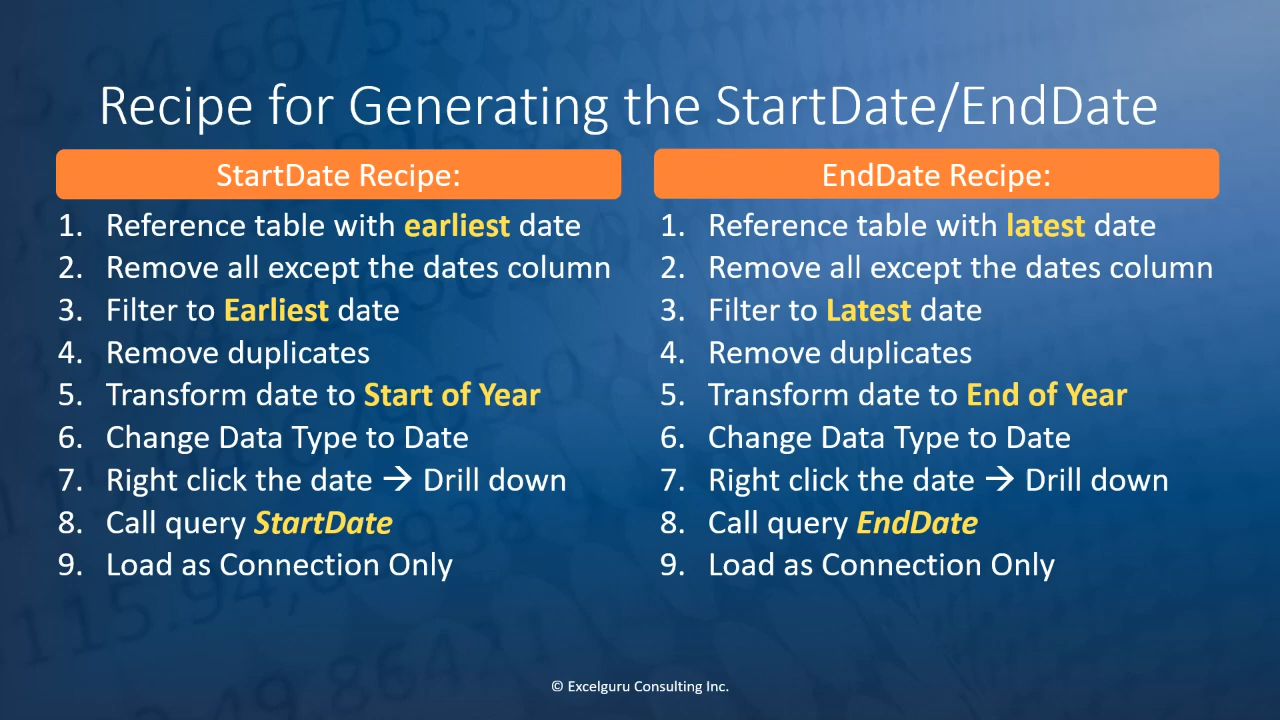 Recipe for Generating the StartDate/EndDate
StartDate Recipe:
1. Reference table with earliest date
2. Remove all except the dates column
3. Filter to Earliest date
4. Remove duplicates
5. Transform date to Start of Year
6. Change Data Type to Date
7. Right click the date → Drill down
8. Call query StartDate
9. Load as Connection Only
EndDate Recipe:
1. Reference table with latest date
2. Remove all except the dates column
3. Filter to Latest date
4. Remove duplicates
5. Transform date to End of Year
6. Change Data Type to Date
7. Right click the date → Drill down
8. Call query EndDate
9. Load as Connection Only
© Excelguru Consulting Inc.